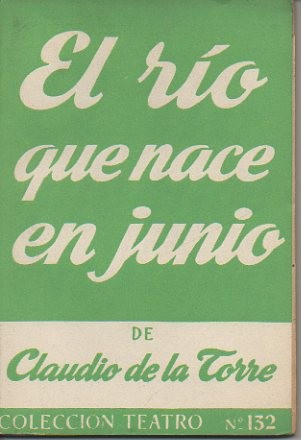 El río
que nace
en junio
DE
Claudio de la Torre
COLECCION TEATRO Nº 132